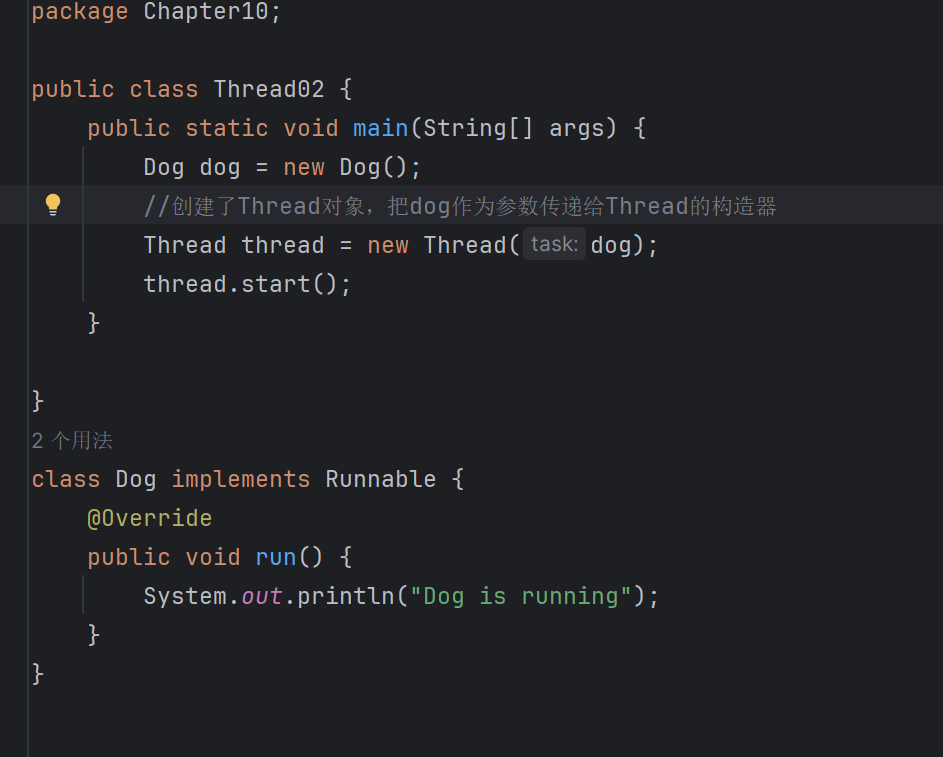 package Chapter10;
public class Thread02 {
public static void main(String[] args) {
Dog dog = new Dog();
//创建了Thread对象，把dog作为参数传递给Thread的构造器
Thread thread = new Thread( task: dog);
thread.start();
}
}
2 个用法
class Dog implements Runnable {
@Override
public void run() {
System.out.println("Dog is running");
}
}